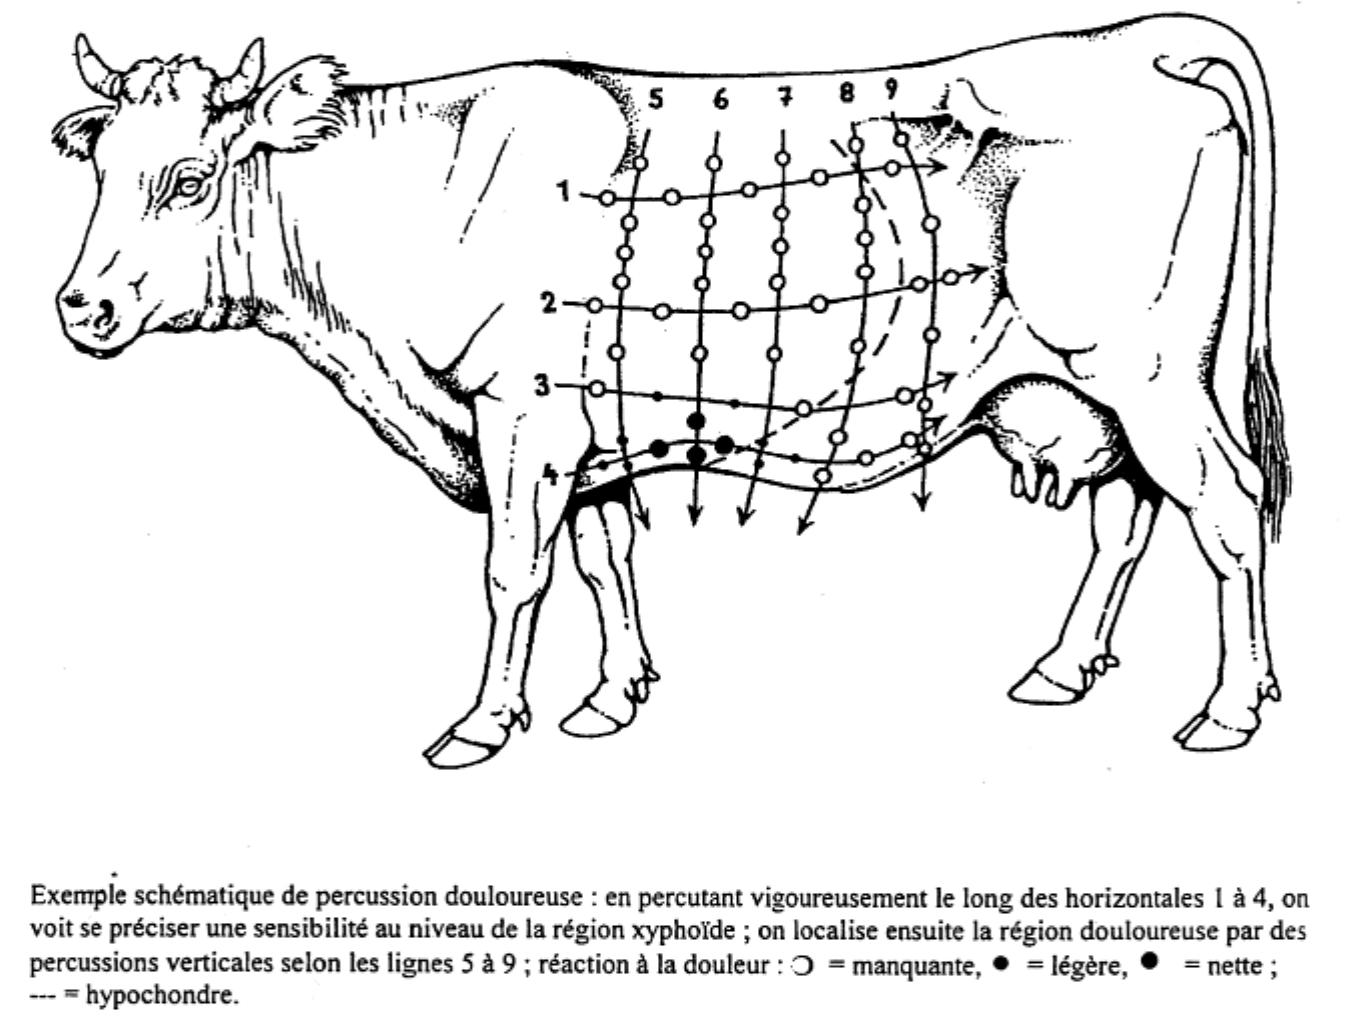 5 6 7 8 9
1
2
3
4
Exemple schématique de percussion douloureuse : en percutant vigoureusement le long des horizontales 1 à 4, on
voit se préciser une sensibilité au niveau de la région xyphoïde ; on localise ensuite la région douloureuse par des
percussions verticales selon les lignes 5 à 9 ; réaction à la douleur : ○ = manquante, ● = légère, ● = nette ;
--- = hypochondre.